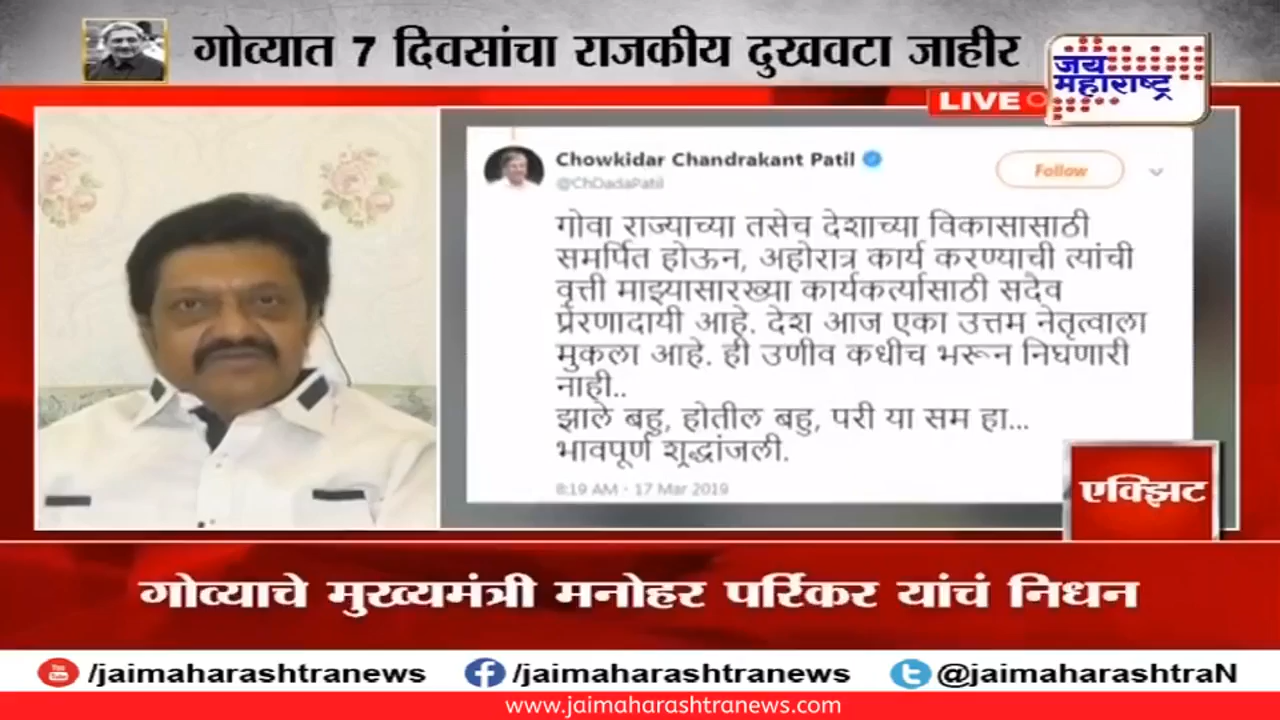 गोव्यात 7 दिवसांचा राजकीय दुखवटा जाहीर
जय
महाराष्ट्र
LIVE
Chowkidar Chandrakant Patil
@ChDadaPatil
Follow
गोवा राज्याच्या तसेच देशाच्या विकासासाठी
समर्पित होऊन, अहोरात्र कार्य करण्याची त्यांची
वृत्ती माझ्यासारख्या कार्यकर्त्यासाठी सदेव
प्रेरणादायी आहे. देश आज एका उत्तम नेतृत्वाला
मुकला आहे. ही उणीव कधीच भरून निघणारी
नाही..
झाले बहु, होतील बहु, परी या सम हा...
भावपूर्ण श्रद्धांजली.
8:19 AM - 17 Mar 2019
एक्झिट
गोव्याचे मुख्यमंत्री मनोहर पर्रिकर यांचं निधन
You Tube /jaimaharashtranews
/jaimaharashtranews
@jaimaharashtraN
www.jaimaharashtranews.com